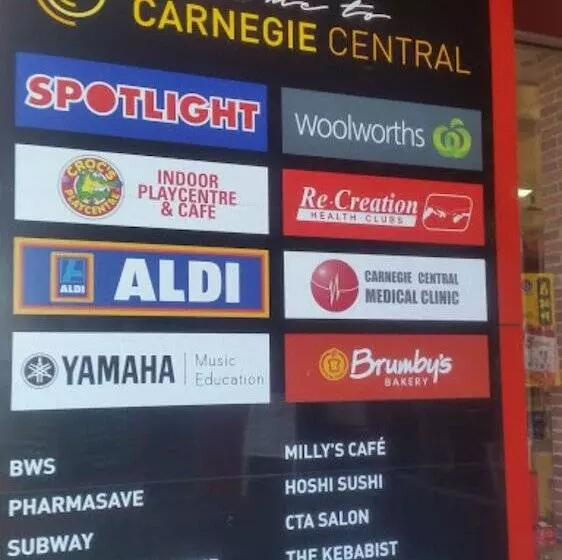 CARNEGIE CENTRAL
SPOTLIGHT
Woolworths
CROC'S
PLAYCENTRE
INDOOR
PLAYCENTRE
& CAFE
Re-Creation
HEALTH CLUBS
ALDI
ALDI
CARNEGIE CENTRAL
MEDICAL CLINIC
YAMAHA
Music
Education
Brumby's
BAKERY
BWS
PHARMASAVE
SUBWAY
MILLY'S CAFÉ
HOSHI SUSHI
CTA SALON
THE KEBABIST